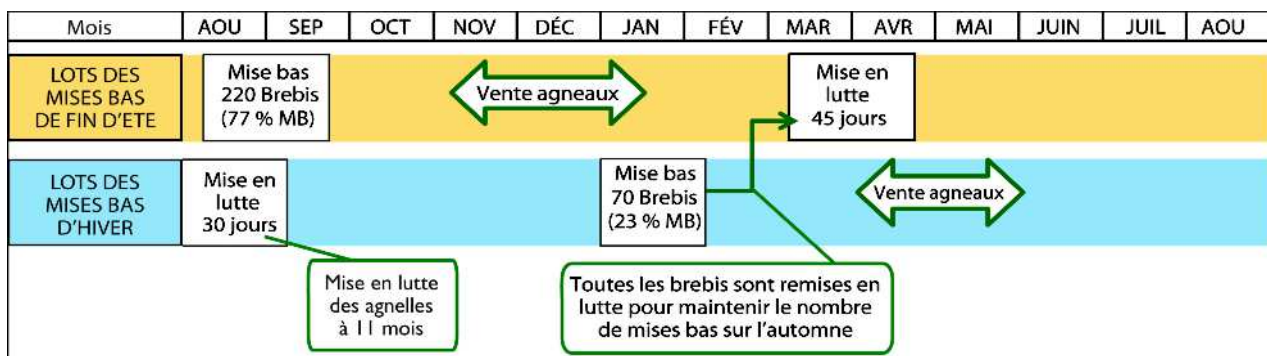 Mois AOU SEP OCT NOV DÉC JAN FÉV MAR AVR MAI JUIN JUIL AOU
LOTS DES
MISES BAS
DE FIN D'ETE
Mise bas
220 Brebis
(77 % MB)
Vente agneaux
Mise en
lutte
45 jours
LOTS DES
MISES BAS
D'HIVER
Mise en
lutte
30 jours
Mise bas
70 Brebis
(23 % MB)
Vente agneaux
Mise en lutte
des agnelles
à 11 mois
Toutes les brebis sont remises en
lutte pour maintenir le nombre
de mises bas sur l'automne